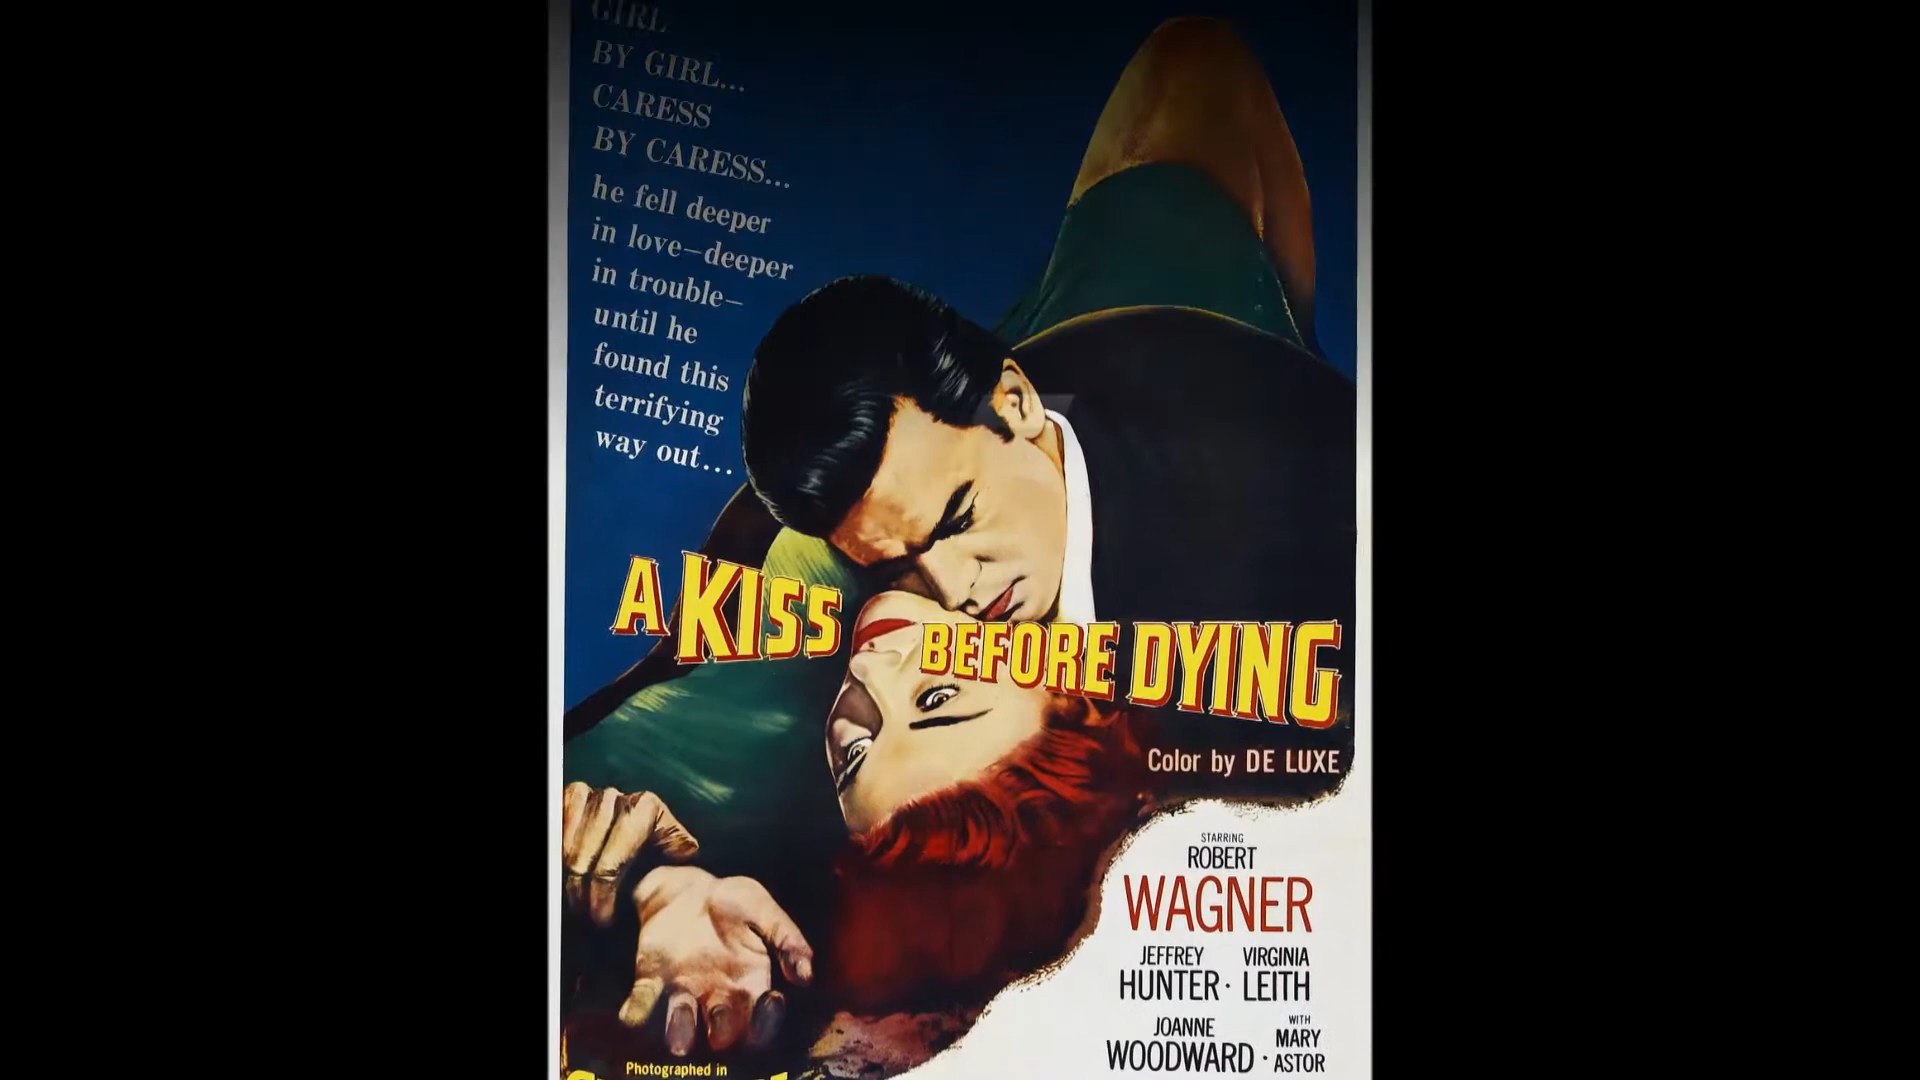 GIRL
BY GIRL...
CARESS
BY CARESS...
he fell deeper
in love—deeper
in trouble—
until he
found this
terrifying
way out...
A KISS BEFORE DYING
Color by DE LUXE
STARRING
ROBERT
WAGNER
JEFFREY VIRGINIA
HUNTER · LEITH
JOANNE WITH MARY
WOODWARD · ASTOR
Photographed in